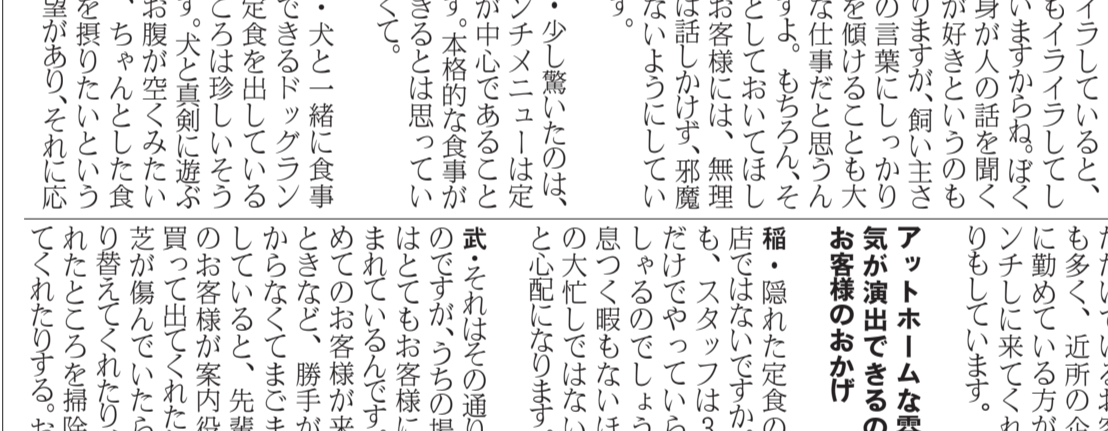 イラしていると、
もイライラしてし
いますからね。ぼく
身が人の話を聞く
が好きというのも
りますが、飼い主さ
の言葉にしっかり
を傾けることも大
な仕事だと思うん
すよ。もちろん、そ
としておいてほし
お客様には、無理
は話しかけず、邪魔
ないようにしてい
す。
・少し驚いたのは、
ンチメニューは定
が中心であること
す。本格的な食事が
きるとは思ってい
くて。
・犬と一緒に食事
できるドッグラン
定食を出している
ころは珍しいそう
す。犬と真剣に遊ぶ
お腹が空くみたい
、ちゃんとした食
を摂りたいという
望があり、それに応
も多く、近所の企
に勤めている方が
ンチしに来てくれ
りもしています。
アットホームな雰
気が演出できるの
お客様のおかげ
稲・隠れた定食の
店ではないですか。
も、スタッフは3
だけでやっていら
しゃるのでしょう
息つく暇もないほ
の大忙しではない
と心配になります。
武・それはその通り
のですが、うちの場
はとてもお客様に
まれているんです。
めてのお客様が来
ときなど、勝手が
からなくてまごま
していると、先輩
のお客様が案内役
買って出てくれた
芝が傷んでいたら
り替えてくれたり、
れたところを掃除
てくれたりする。お